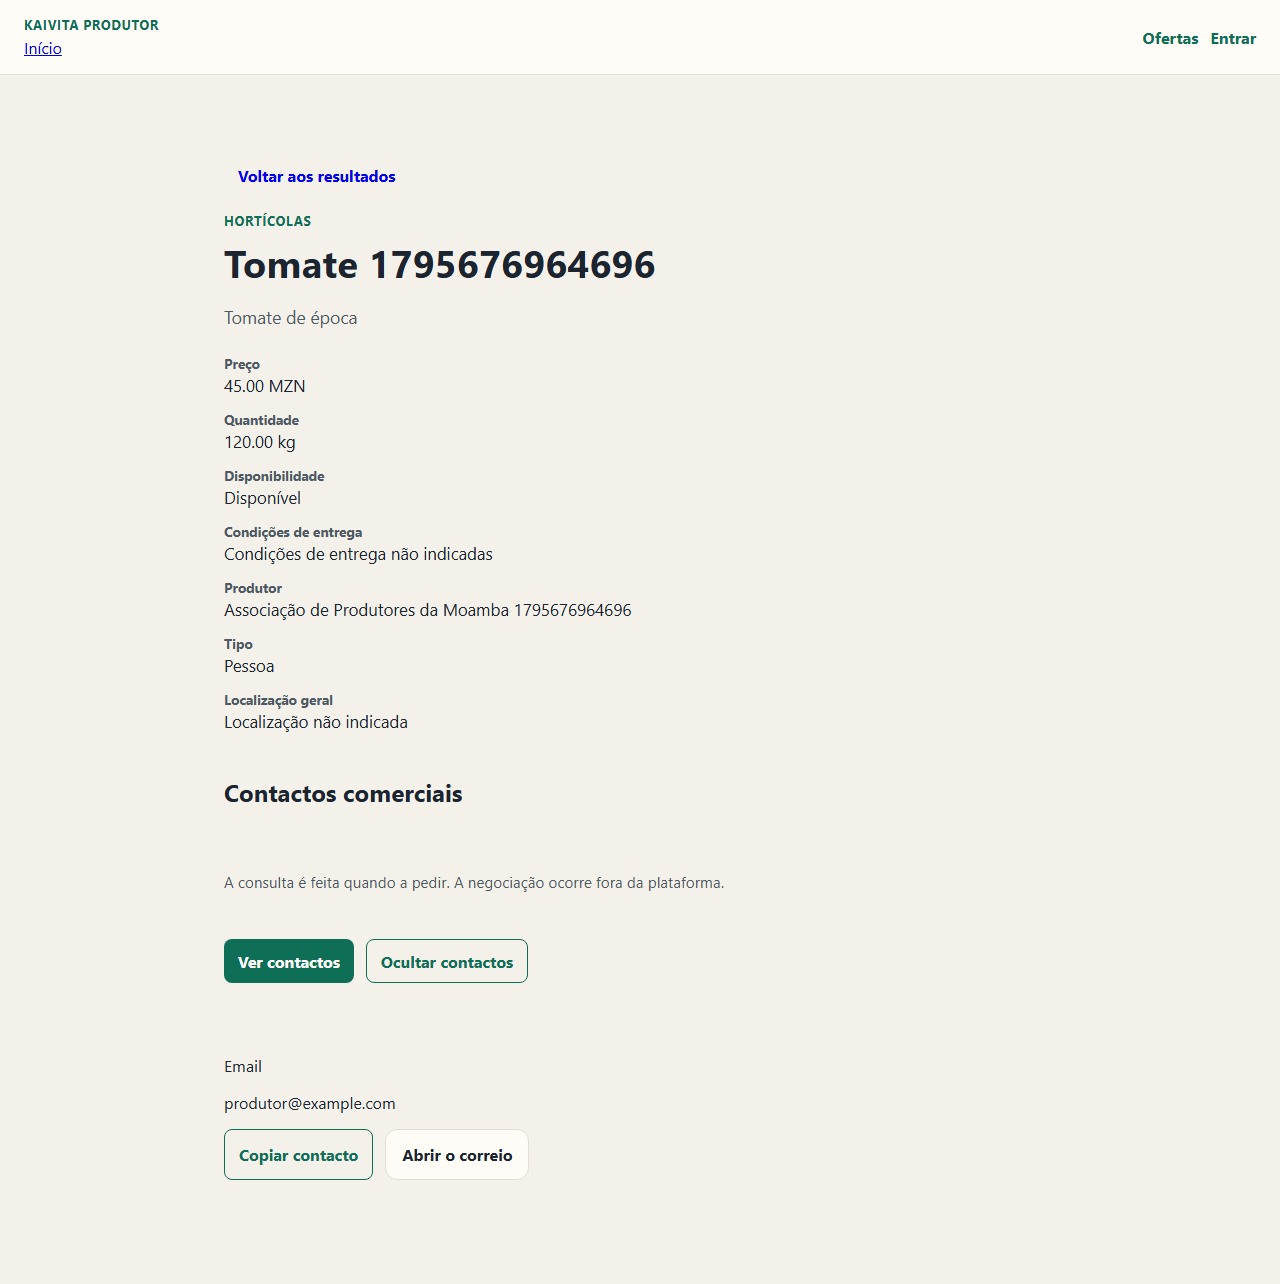 KAIVITA PRODUTOR
Início
Ofertas Entrar
Voltar aos resultados
HORTÍCOLAS
Tomate 1795676964696
Tomate de época
Preço
45.00 MZN
Quantidade
120.00 kg
Disponibilidade
Disponível
Condições de entrega
Condições de entrega não indicadas
Produtor
Associação de Produtores da Moamba 1795676964696
Tipo
Pessoa
Localização geral
Localização não indicada
Contactos comerciais
A consulta é feita quando a pedir. A negociação ocorre fora da plataforma.
Ver contactos Ocultar contactos
Email
produtor@example.com
Copiar contacto Abrir o correio